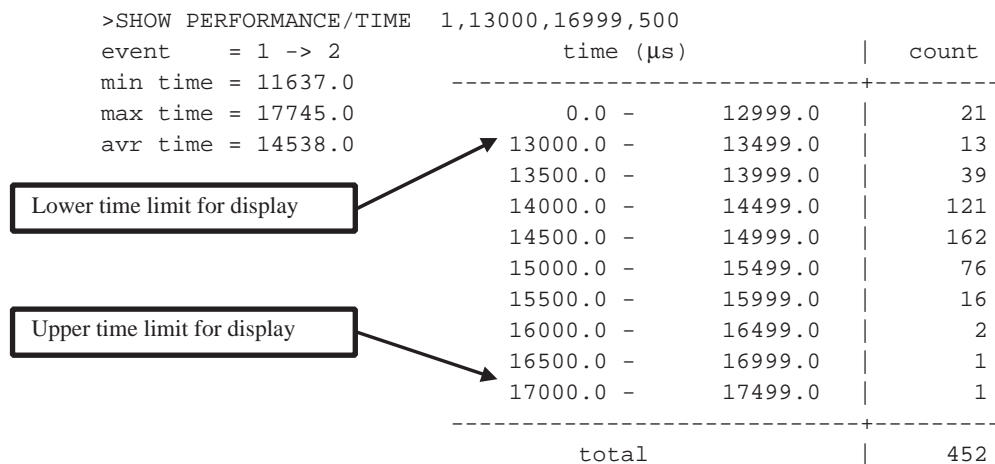 >SHOW PERFORMANCE/TIME 1,13000,16999,500
event = 1 -> 2 time (µs) | count
min time = 11637.0 -----------------------------+---------
max time = 17745.0 0.0 - 12999.0 | 21
avr time = 14538.0 13000.0 - 13499.0 | 13
13500.0 - 13999.0 | 39
Lower time limit for display 14000.0 - 14499.0 | 121
14500.0 - 14999.0 | 162
15000.0 - 15499.0 | 76
15500.0 - 15999.0 | 16
Upper time limit for display 16000.0 - 16499.0 | 2
16500.0 - 16999.0 | 1
17000.0 - 17499.0 | 1
-----------------------------+---------
total | 452